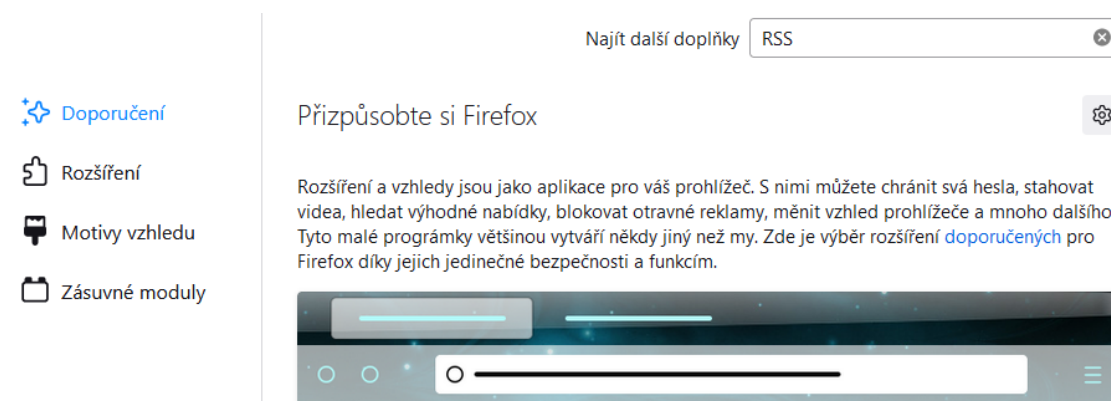 Najít další doplňky RSS
Doporučení
Rozšíření
Motivy vzhledu
Zásuvné moduly
Přizpůsobte si Firefox
Rozšíření a vzhledy jsou jako aplikace pro váš prohlížeč. S nimi můžete chránit svá hesla, stahovat
videa, hledat výhodné nabídky, blokovat otravné reklamy, měnit vzhled prohlížeče a mnoho dalšího
Tyto malé prográmky většinou vytváří někdy jiný než my. Zde je výběr rozšíření doporučených pro
Firefox díky jejich jedinečné bezpečnosti a funkcím.